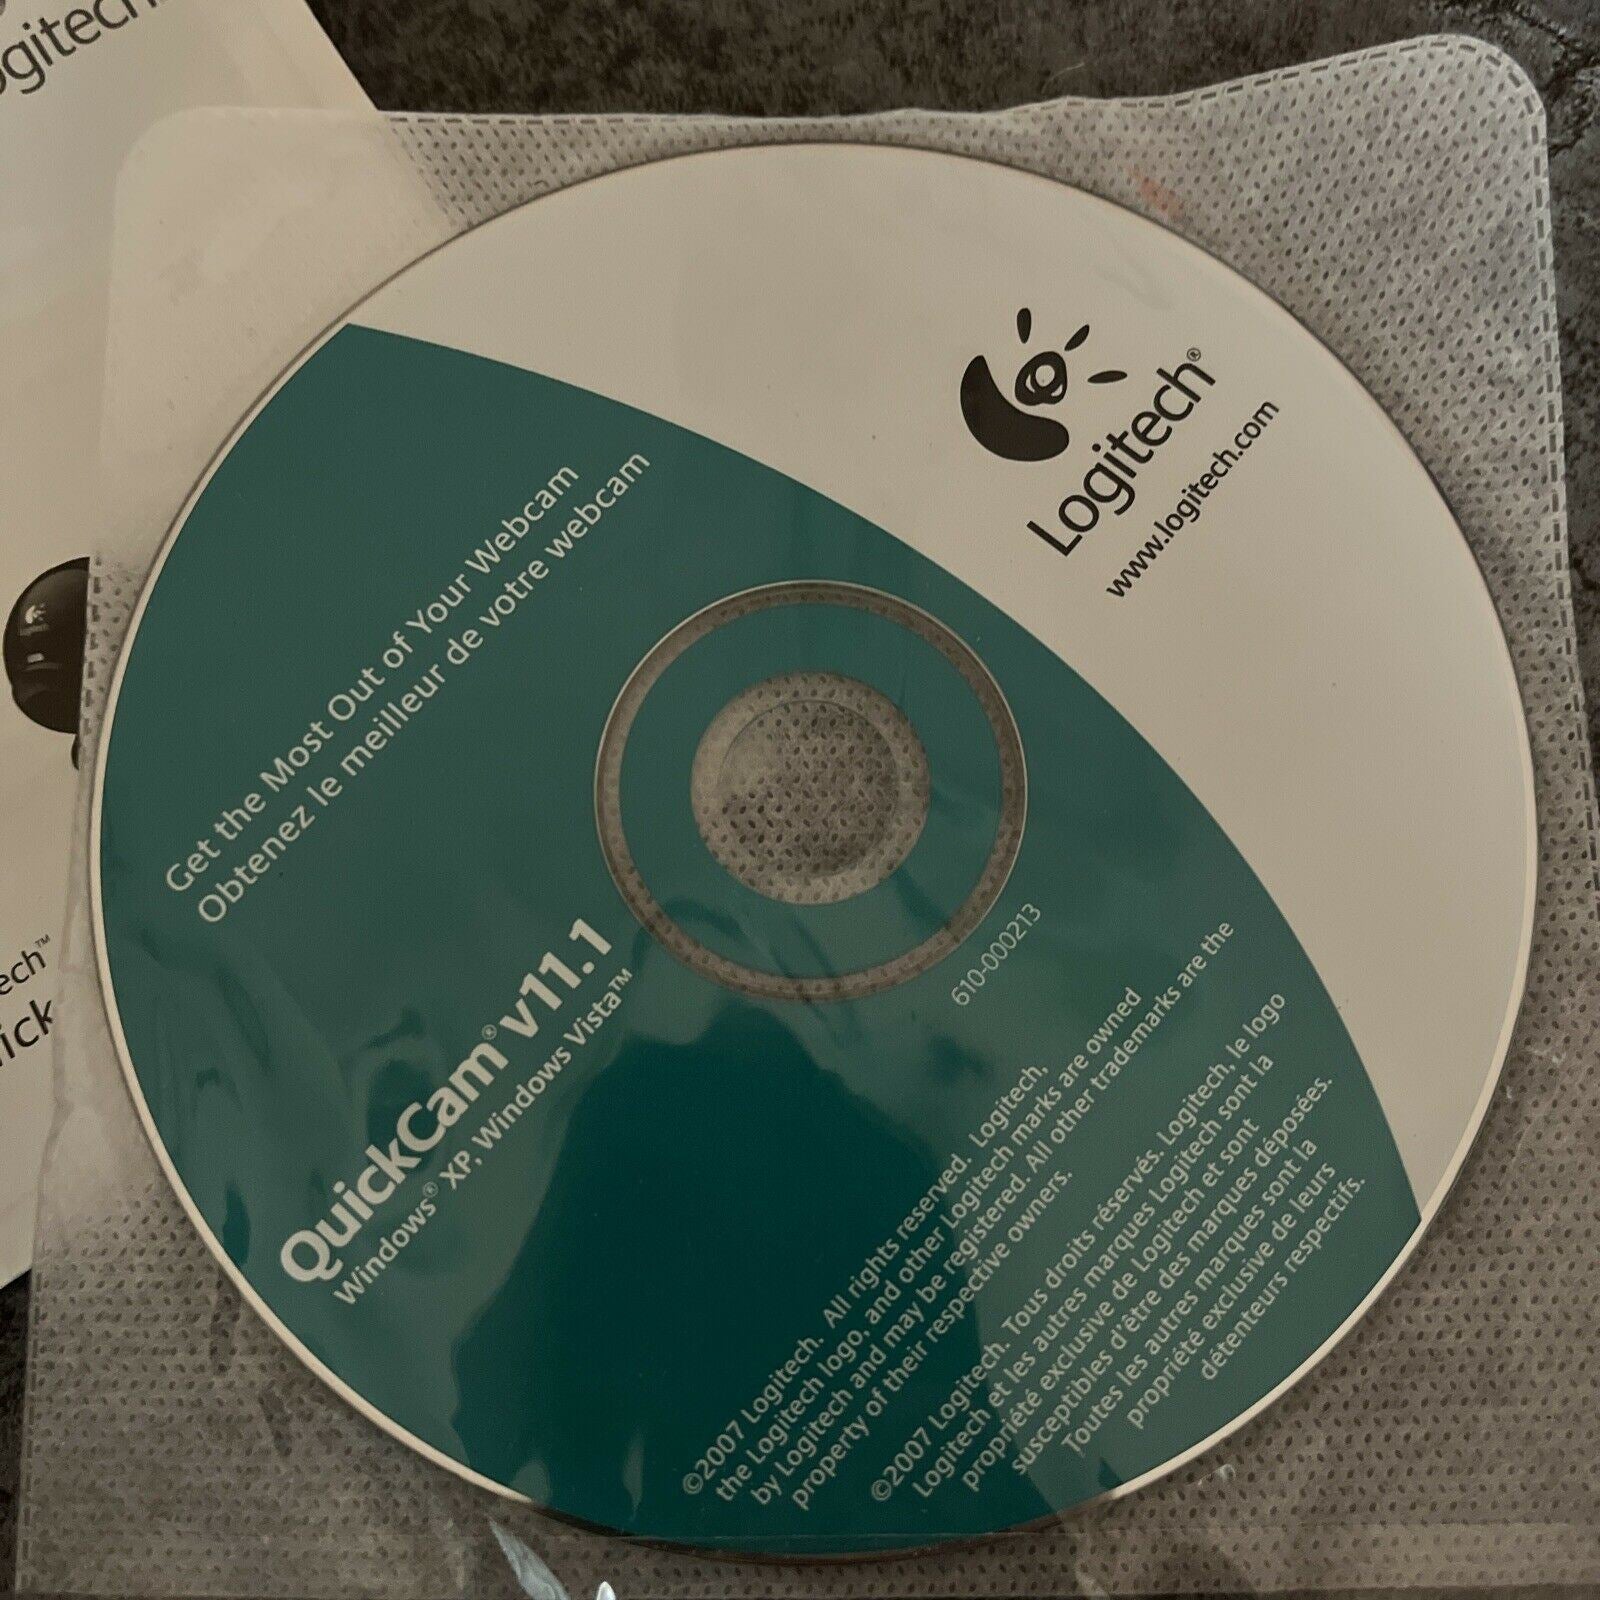 Logitech®
www.logitech.com
Get the Most Out of Your Webcam
Obtenez le meilleur de votre webcam
QuickCam® v11.1
Windows® XP, Windows Vista™
610-000213
©2007 Logitech. All rights reserved. Logitech,
the Logitech logo, and other Logitech marks are owned
by Logitech and may be registered. All other trademarks are the
property of their respective owners.
©2007 Logitech. Tous droits réservés. Logitech, le logo
Logitech et les autres marques Logitech sont la
propriété exclusive de Logitech et sont
susceptibles d'être des marques déposées.
Toutes les autres marques sont la
propriété exclusive de leurs
détenteurs respectifs.
ogitech
ech™
ick